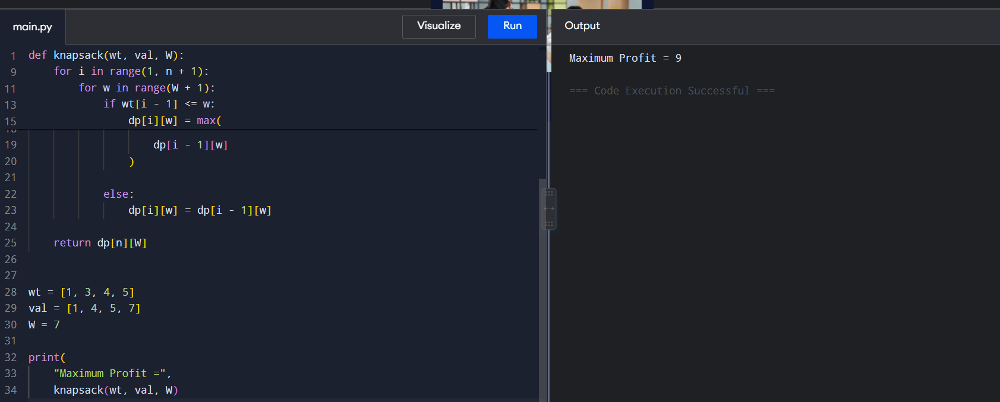 main.py
Visualize
Run
1 def knapsack(wt, val, W):
9     for i in range(1, n + 1):
11         for w in range(W + 1):
13             if wt[i - 1] <= w:
15                 dp[i][w] = max(
19                     dp[i - 1][w]
20                 )
21
22             else:
23                 dp[i][w] = dp[i - 1][w]
24
25     return dp[n][W]
26
27
28 wt = [1, 3, 4, 5]
29 val = [1, 4, 5, 7]
30 W = 7
31
32 print(
33     "Maximum Profit =",
34     knapsack(wt, val, W)
Output
Maximum Profit = 9
=== Code Execution Successful ===